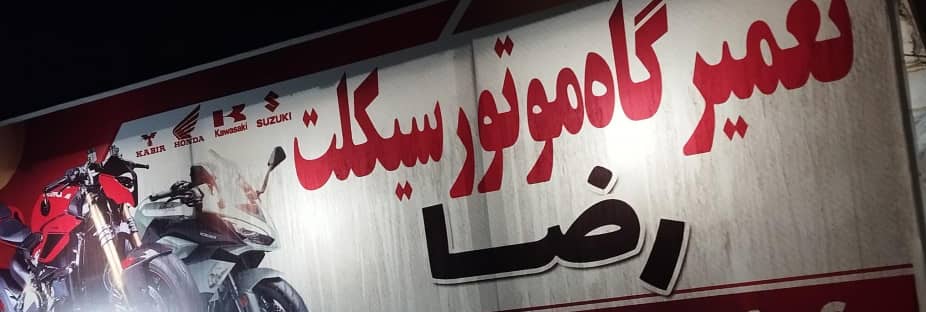 تعمیرگاه موتورسیکلت
رضا
KABIR
HONDA
Kawasaki
SUZUKI